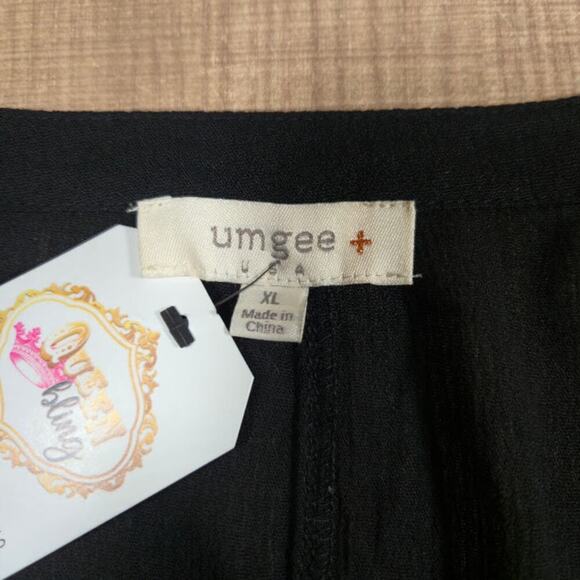 umgee +
USA
XL
Made in
China
QUEEN
bling